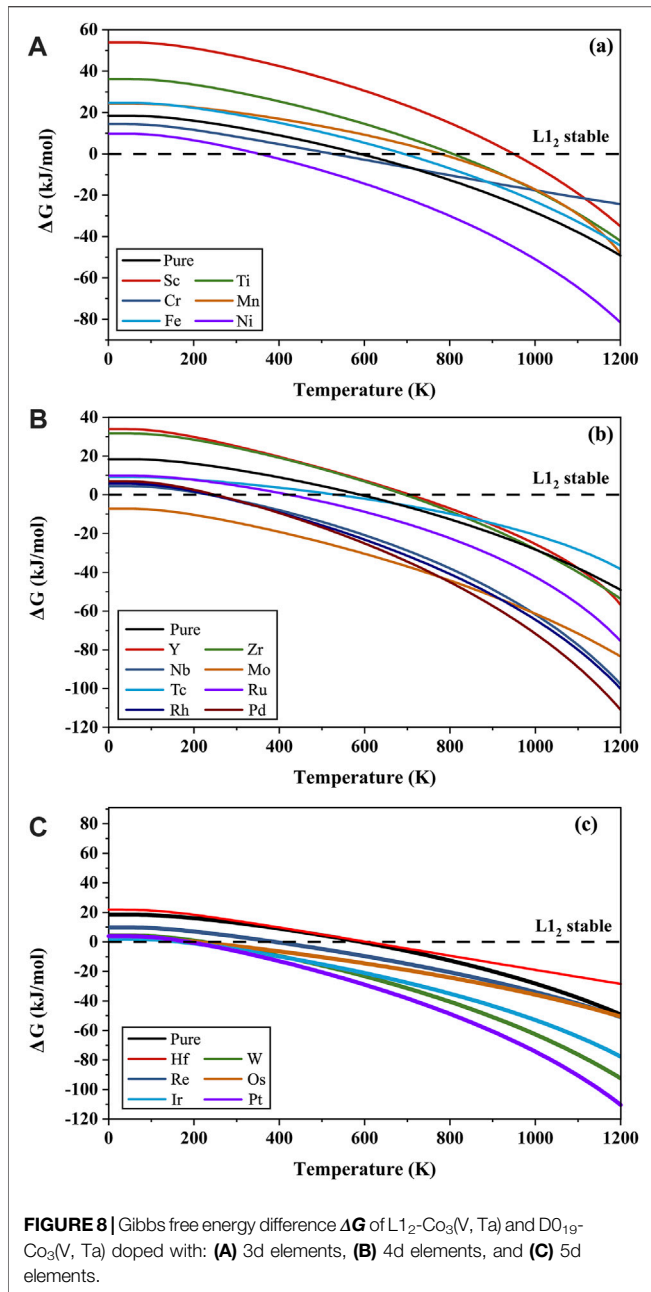 A
(a)
60
40
20
0
-20
-40
-60
-80
ΔG (kJ/mol)
L1₂ stable
Pure
Sc Ti
Cr Mn
Fe Ni
0 200 400 600 800 1000 1200
Temperature (K)
B
(b)
40
20
0
-20
-40
-60
-80
-100
-120
ΔG (kJ/mol)
L1₂ stable
Pure
Y Zr
Nb Mo
Tc Ru
Rh Pd
0 200 400 600 800 1000 1200
Temperature (K)
C
(c)
80
60
40
20
0
-20
-40
-60
-80
-100
-120
ΔG (kJ/mol)
L1₂ stable
Pure
Hf W
Re Os
Ir Pt
0 200 400 600 800 1000 1200
Temperature (K)
FIGURE 8 | Gibbs free energy difference ΔG of L1₂-Co₃(V, Ta) and D0₁₉-
Co₃(V, Ta) doped with: (A) 3d elements, (B) 4d elements, and (C) 5d
elements.